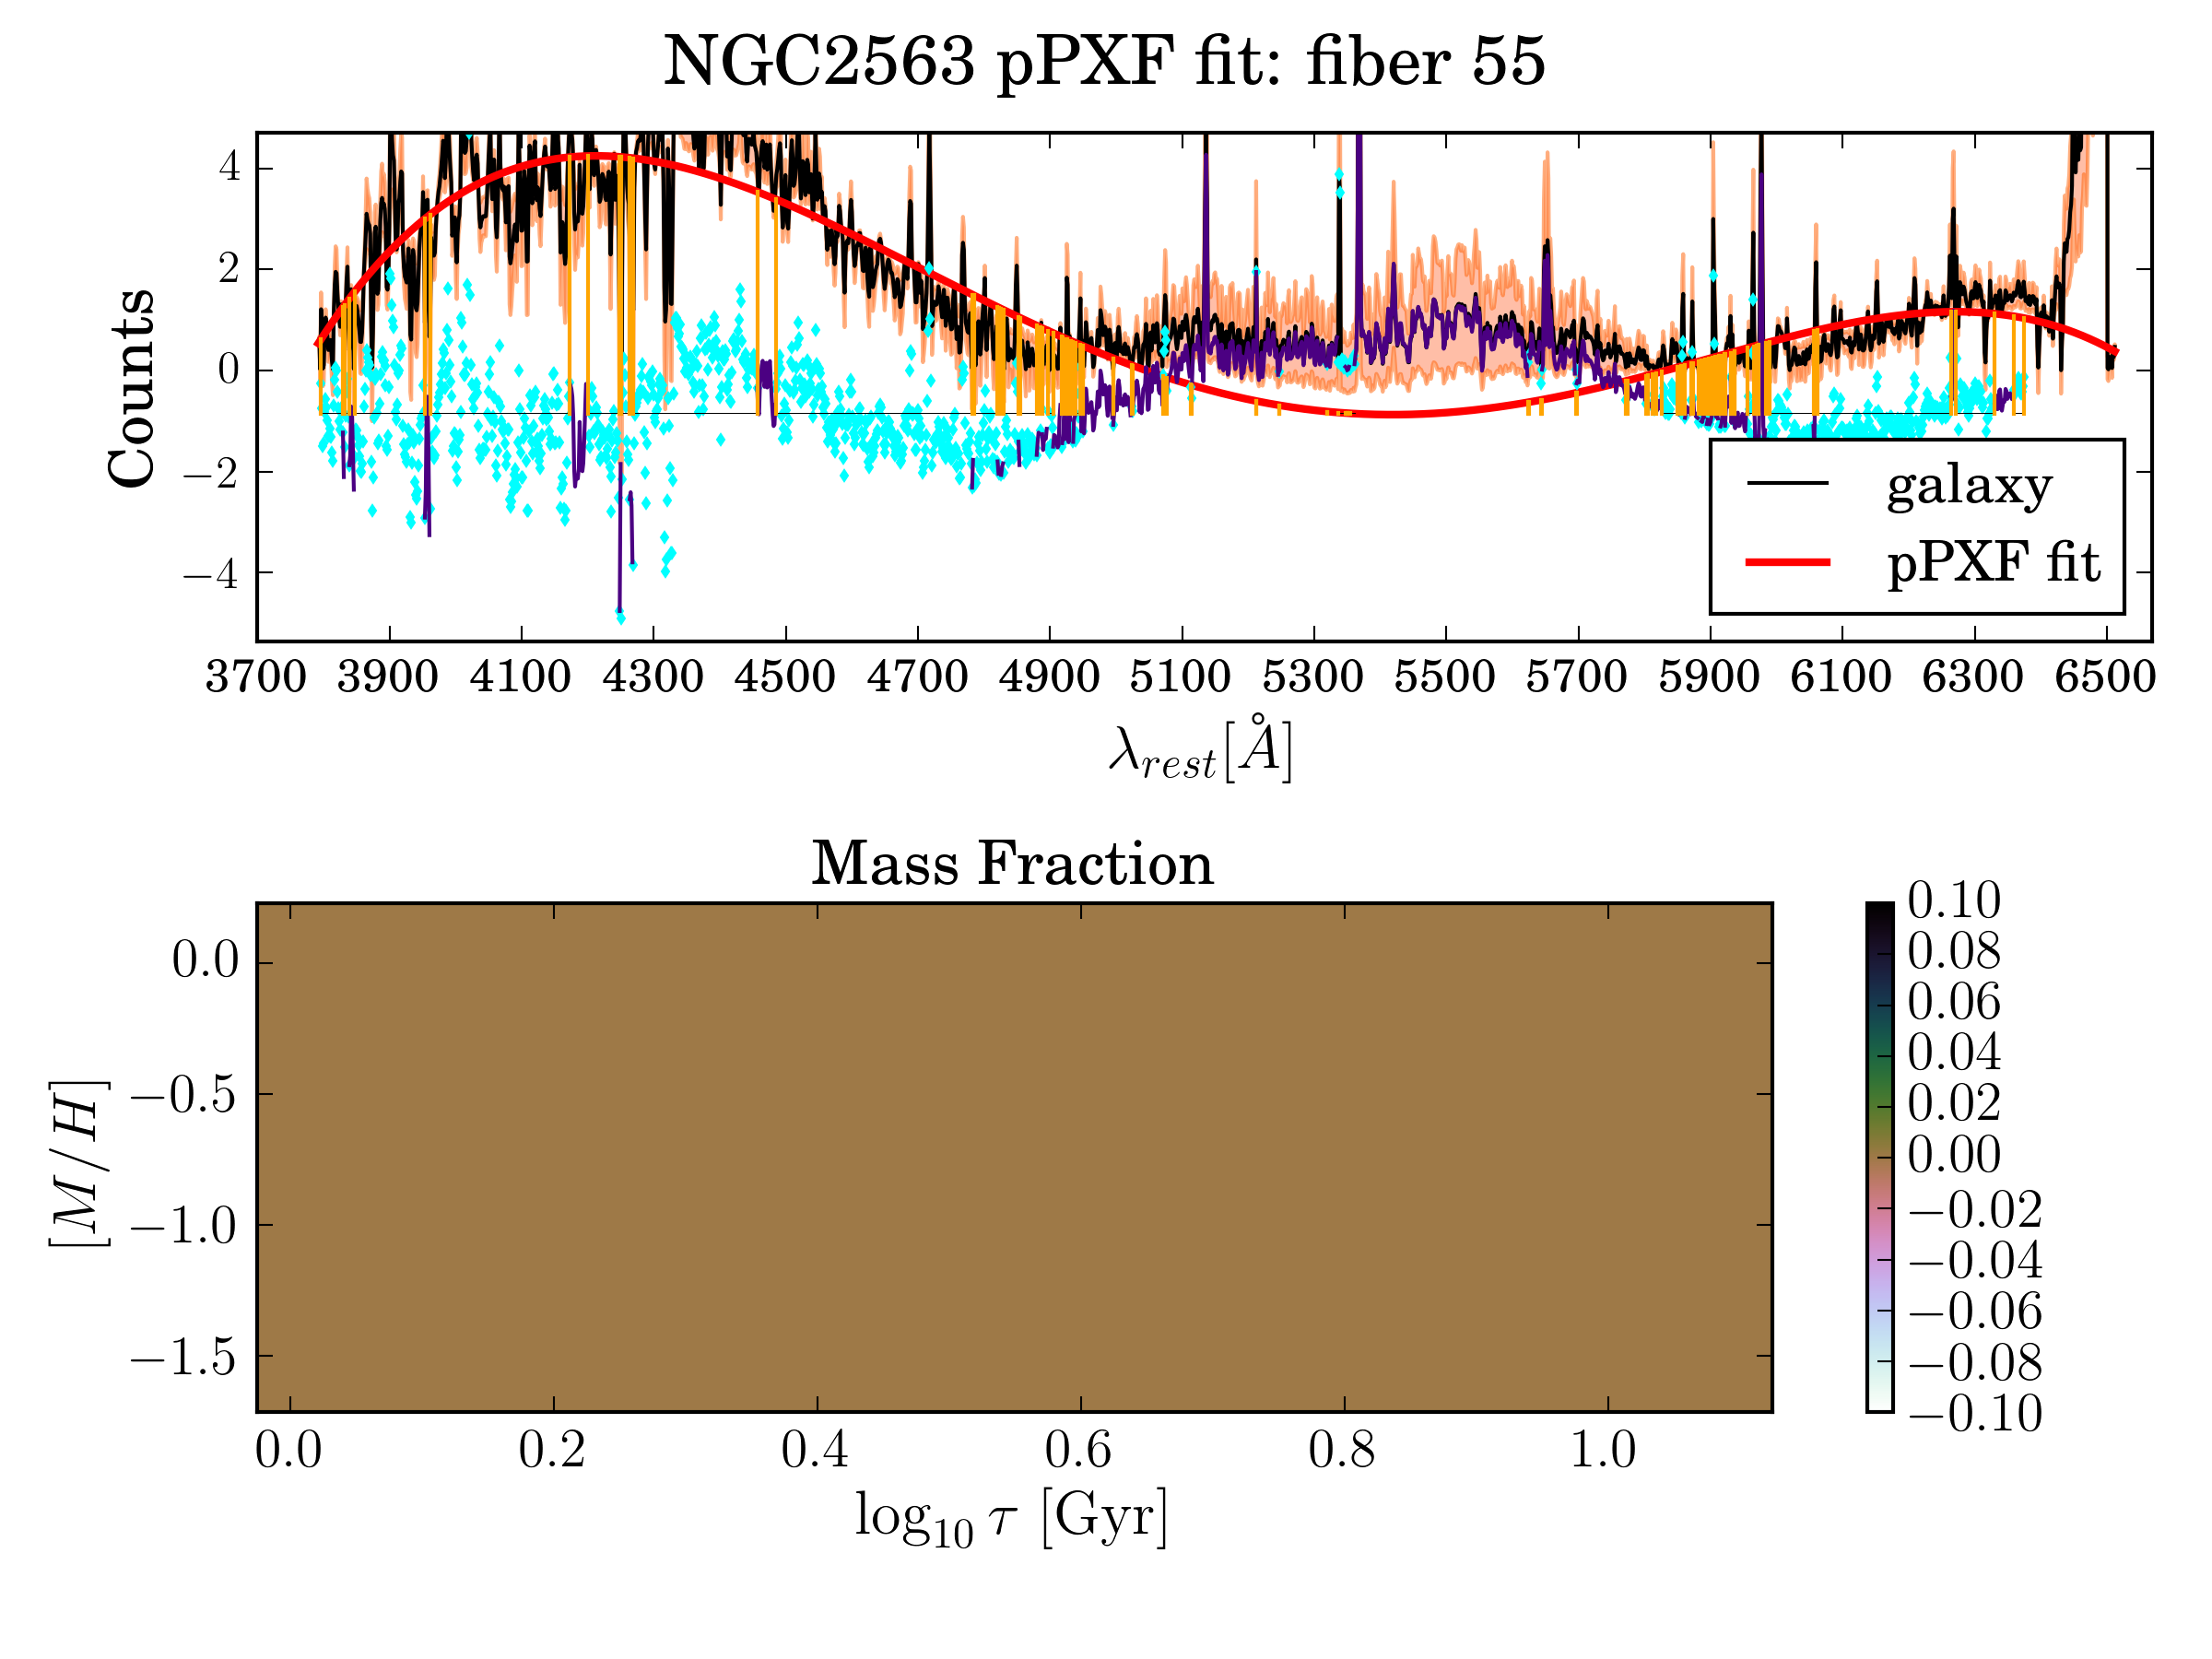 NGC2563 pPXF fit: fiber 55
4
2
0
−2
−4
Counts
galaxy
pPXF fit
3700 3900 4100 4300 4500 4700 4900 5100 5300 5500 5700 5900 6100 6300 6500
λrest[Å]
Mass Fraction
0.0
−0.5
−1.0
−1.5
[M/H]
0.10
0.08
0.06
0.04
0.02
0.00
−0.02
−0.04
−0.06
−0.08
−0.10
0.0 0.2 0.4 0.6 0.8 1.0
log10 τ [Gyr]